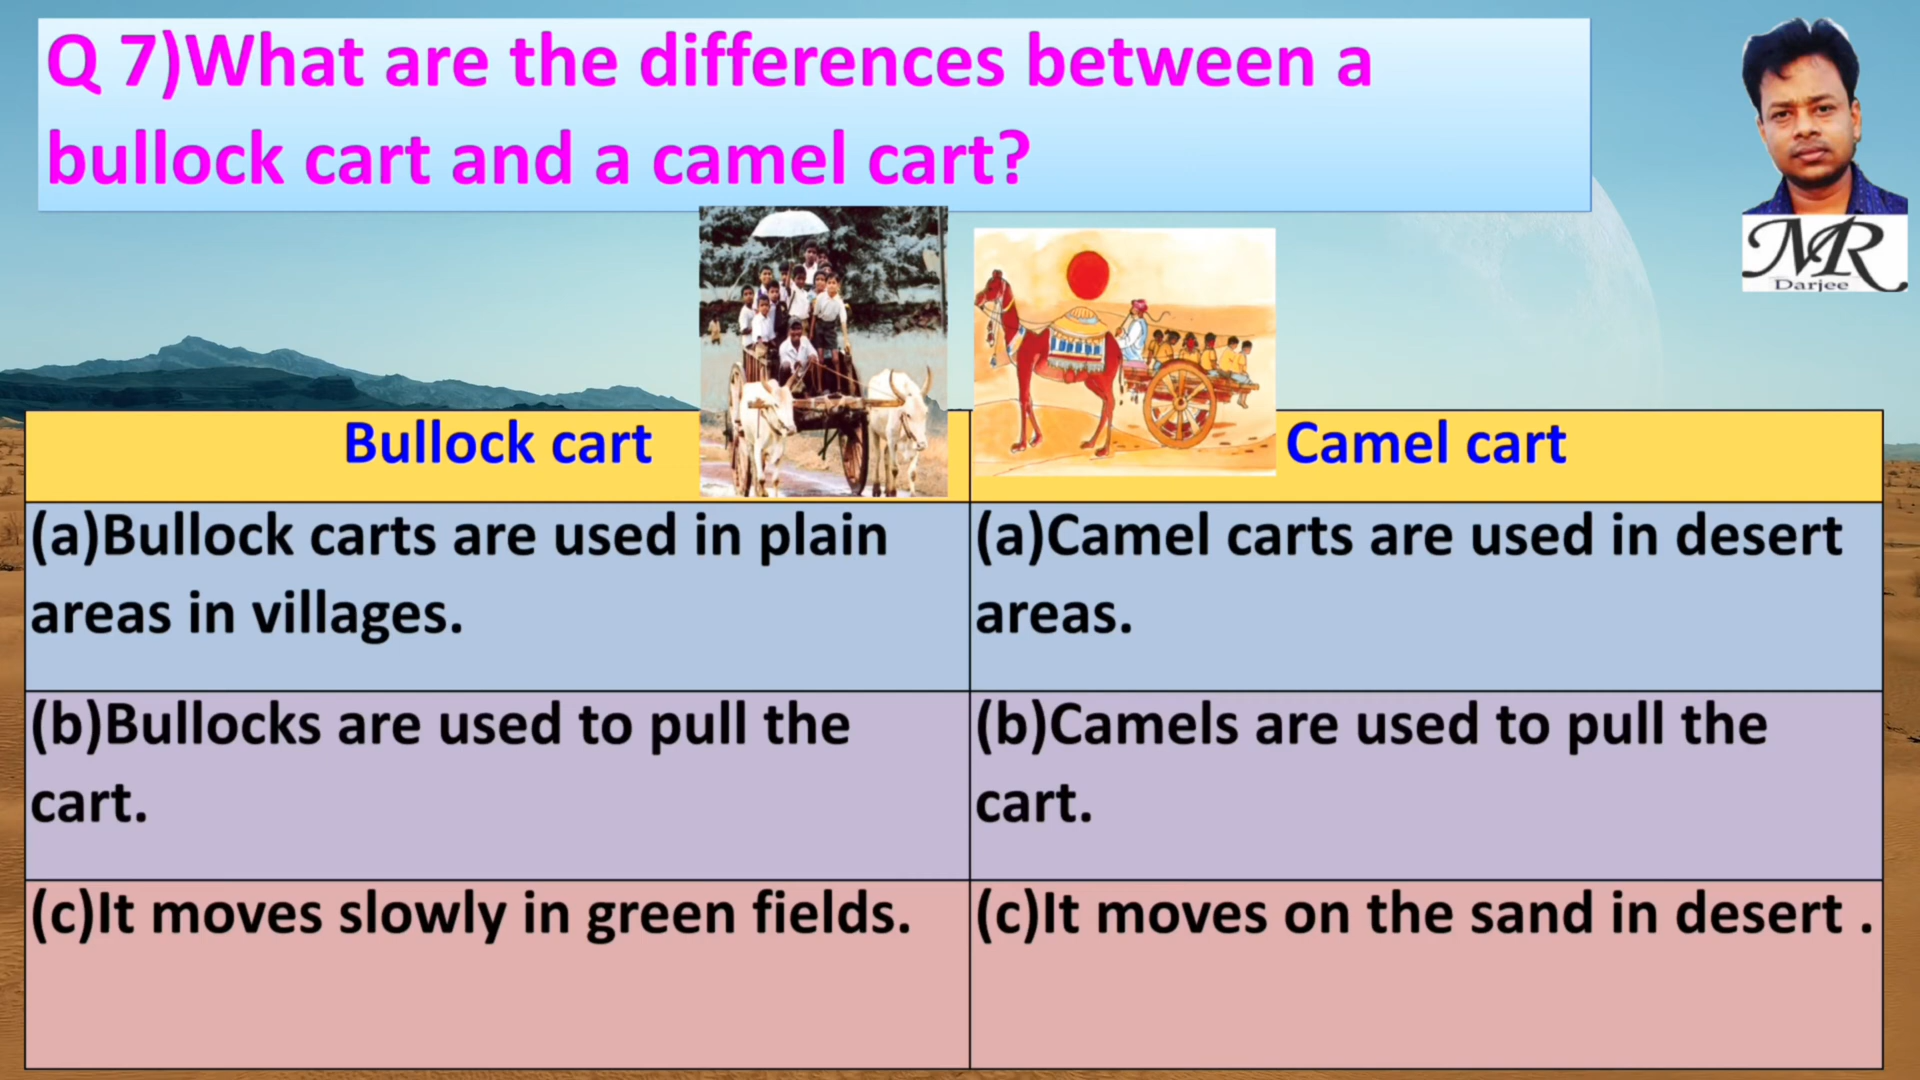 Q 7)What are the differences between a
bullock cart and a camel cart?
MR
Darjee
Bullock cart
Camel cart
(a)Bullock carts are used in plain
areas in villages.
(a)Camel carts are used in desert
areas.
(b)Bullocks are used to pull the
cart.
(b)Camels are used to pull the
cart.
(c)It moves slowly in green fields.
(c)It moves on the sand in desert .